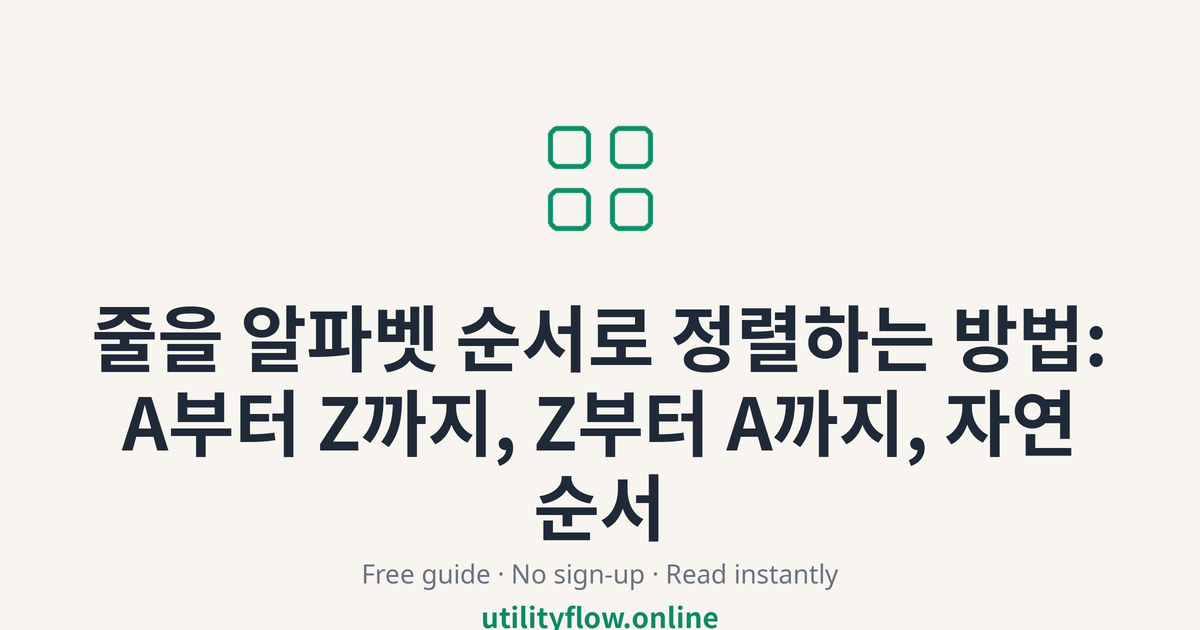 줄을 알파벳 순서로 정렬하는 방법:
A부터 Z까지, Z부터 A까지, 자연
순서
Free guide · No sign-up · Read instantly
utilityflow.online